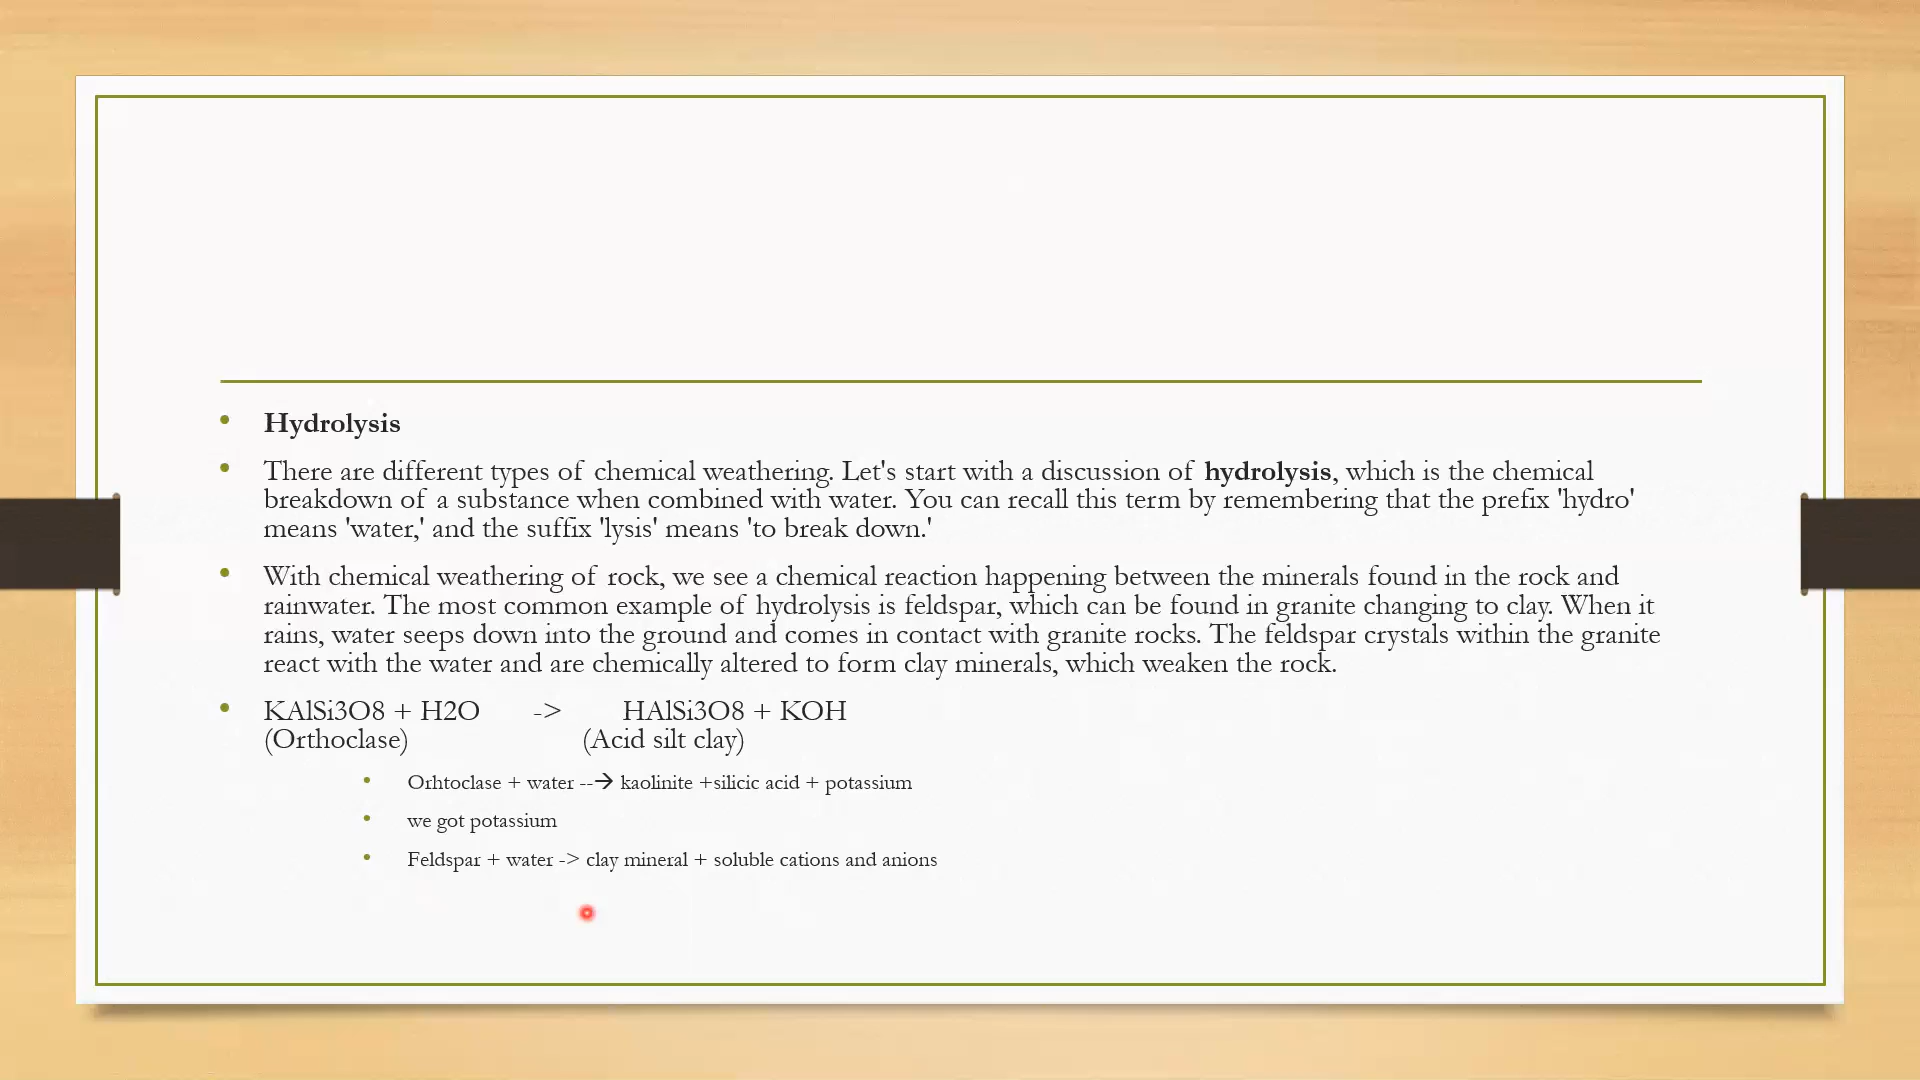 Hydrolysis
There are different types of chemical weathering. Let's start with a discussion of hydrolysis, which is the chemical
breakdown of a substance when combined with water. You can recall this term by remembering that the prefix 'hydro'
means 'water,' and the suffix 'lysis' means 'to break down.'
With chemical weathering of rock, we see a chemical reaction happening between the minerals found in the rock and
rainwater. The most common example of hydrolysis is feldspar, which can be found in granite changing to clay. When it
rains, water seeps down into the ground and comes in contact with granite rocks. The feldspar crystals within the granite
react with the water and are chemically altered to form clay minerals, which weaken the rock.
KAlSi3O8 + H2O -> HAlSi3O8 + KOH
(Orthoclase) (Acid silt clay)
Orhtoclase + water --→ kaolinite +silicic acid + potassium
we got potassium
Feldspar + water -> clay mineral + soluble cations and anions